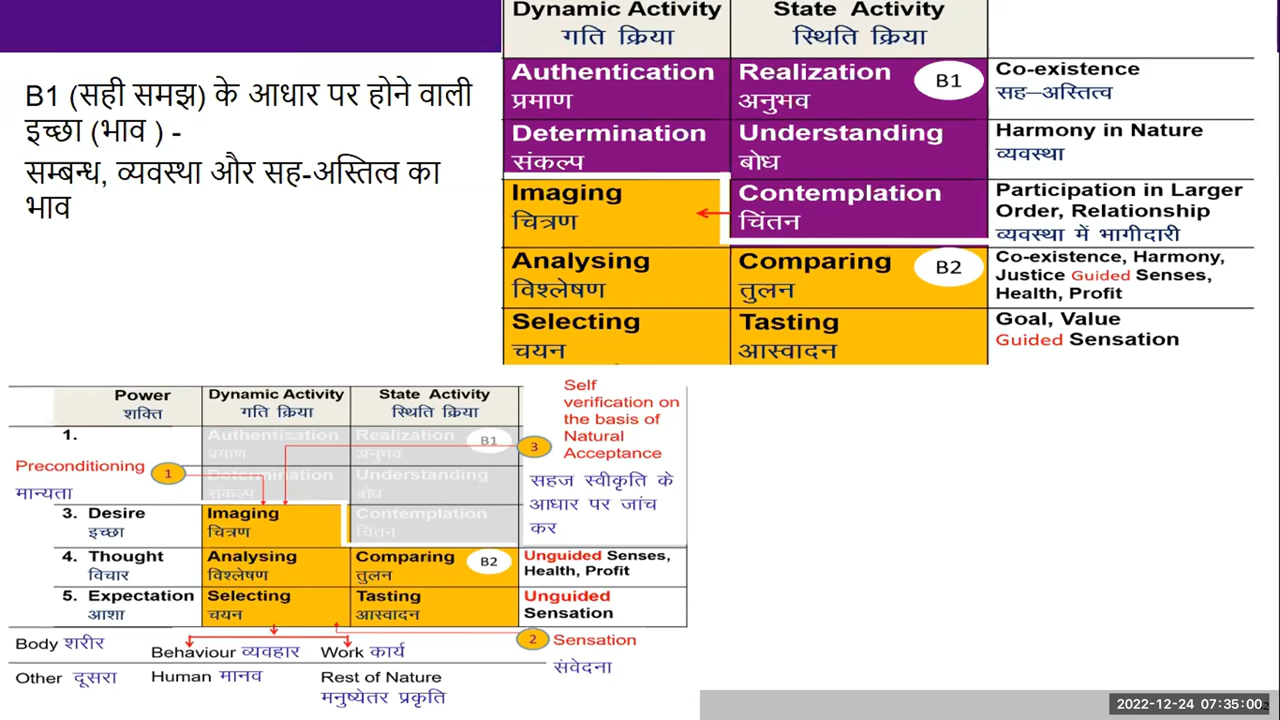 B1 (सही समझ) के आधार पर होने वाली
इच्छा (भाव ) -
सम्बन्ध, व्यवस्था और सह-अस्तित्व का
भाव
Dynamic Activity State Activity
गति क्रिया स्थिति क्रिया
Authentication Realization B1 Co-existence
प्रमाण अनुभव सह–अस्तित्व
Determination Understanding Harmony in Nature
संकल्प बोध व्यवस्था
Imaging Contemplation Participation in Larger
Order, Relationship
चित्रण चिंतन व्यवस्था में भागीदारी
Analysing Comparing B2 Co-existence, Harmony,
Justice Guided Senses,
विश्लेषण तुलन Health, Profit
Selecting Tasting Goal, Value
चयन आस्वादन Guided Sensation
Power Dynamic Activity State Activity
शक्ति गति क्रिया स्थिति क्रिया
Self
verification on
the basis of
Natural
Acceptance
सहज स्वीकृति के
आधार पर जांच
कर
1. Authentication Realization B1 3
प्रमाण अनुभव
Preconditioning 1 Determination Understanding
मान्यता संकल्प बोध
3. Desire Imaging Contemplation
इच्छा चित्रण चिंतन
4. Thought Analysing Comparing B2 Unguided Senses,
विचार विश्लेषण तुलन Health, Profit
5. Expectation Selecting Tasting Unguided
आशा चयन आस्वादन Sensation
Body शरीर Behaviour व्यवहार Work कार्य 2 Sensation
संवेदना
Other दूसरा Human मानव Rest of Nature
मनुष्येतर प्रकृति
2022-12-24 07:35:00